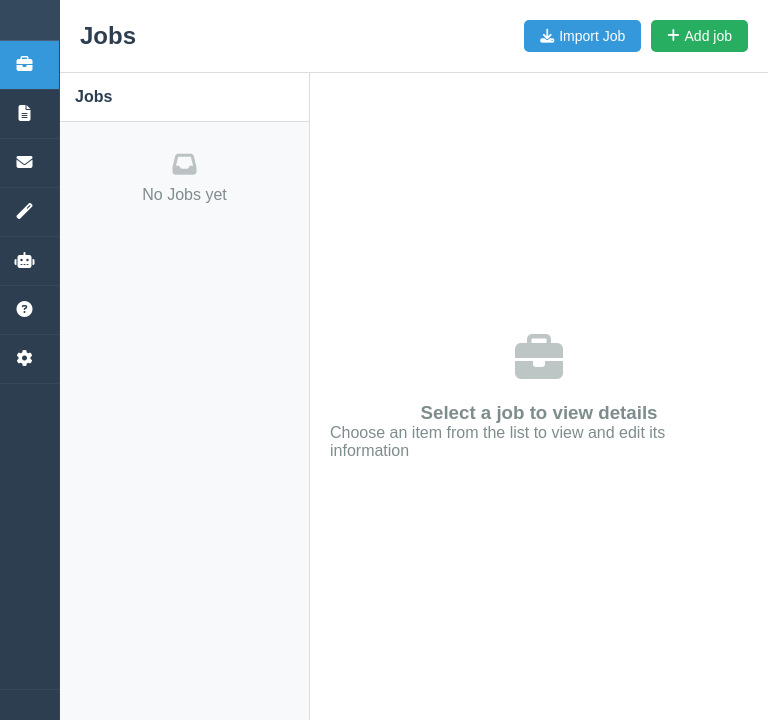 Jobs
Import Job
Add job
Jobs
No Jobs yet
Select a job to view details
Choose an item from the list to view and edit its
information